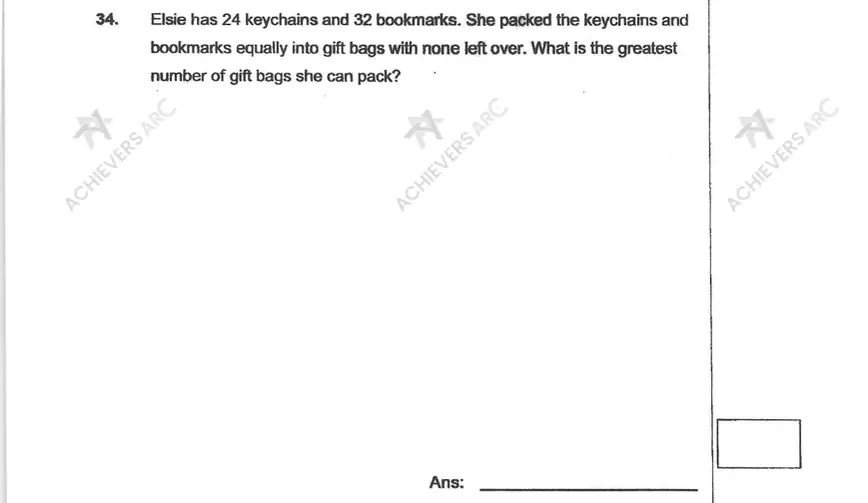 34. Elsie has 24 keychains and 32 bookmarks. She packed the keychains and
bookmarks equally into gift bags with none left over. What is the greatest
number of gift bags she can pack?
ACHIEVERS ARC
ACHIEVERS ARC
ACHIEVERS ARC
Ans: